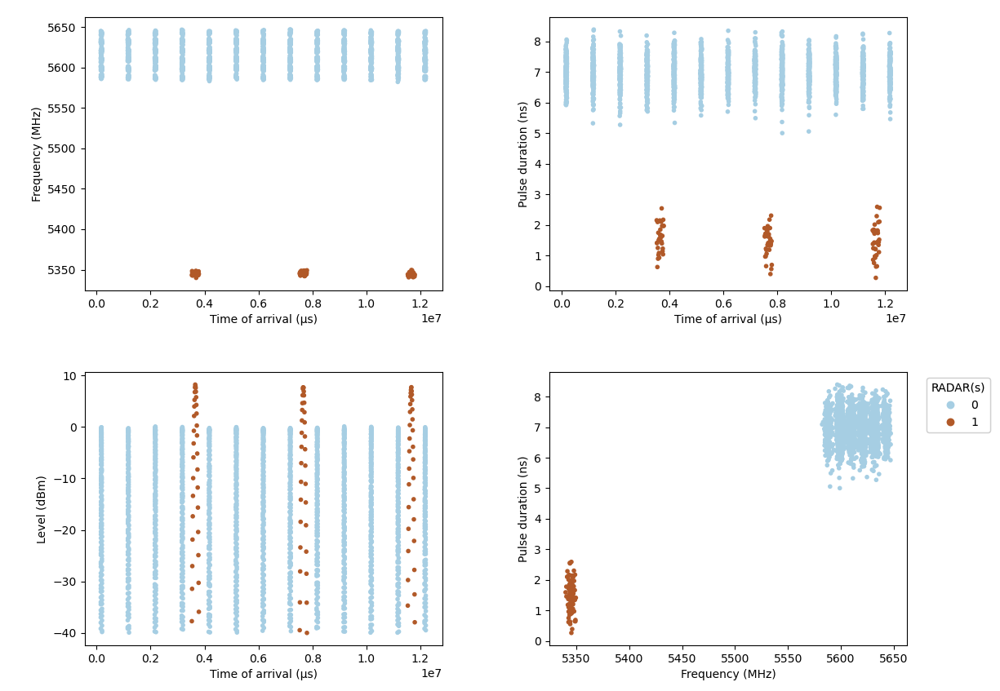 5650
5600
5550
5500
5450
5400
5350
Frequency (MHz)
0.0 0.2 0.4 0.6 0.8 1.0 1.2
1e7
Time of arrival (µs)
8
7
6
5
4
3
2
1
0
Pulse duration (ns)
0.0 0.2 0.4 0.6 0.8 1.0 1.2
1e7
Time of arrival (µs)
10
0
−10
−20
−30
−40
Level (dBm)
0.0 0.2 0.4 0.6 0.8 1.0 1.2
1e7
Time of arrival (µs)
8
7
6
5
4
3
2
1
0
Pulse duration (ns)
5350 5400 5450 5500 5550 5600 5650
Frequency (MHz)
RADAR(s)
0
1